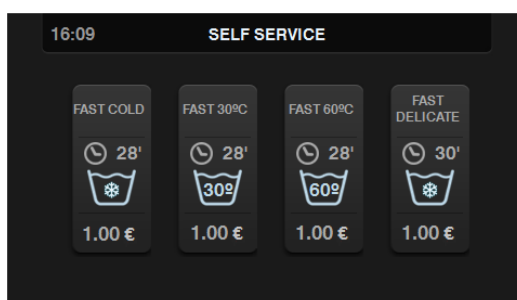 16:09 SELF SERVICE
FAST COLD FAST 30ºC FAST 60ºC FAST DELICATE
28' 28' 28' 30'
30º 60º
1.00 € 1.00 € 1.00 € 1.00 €